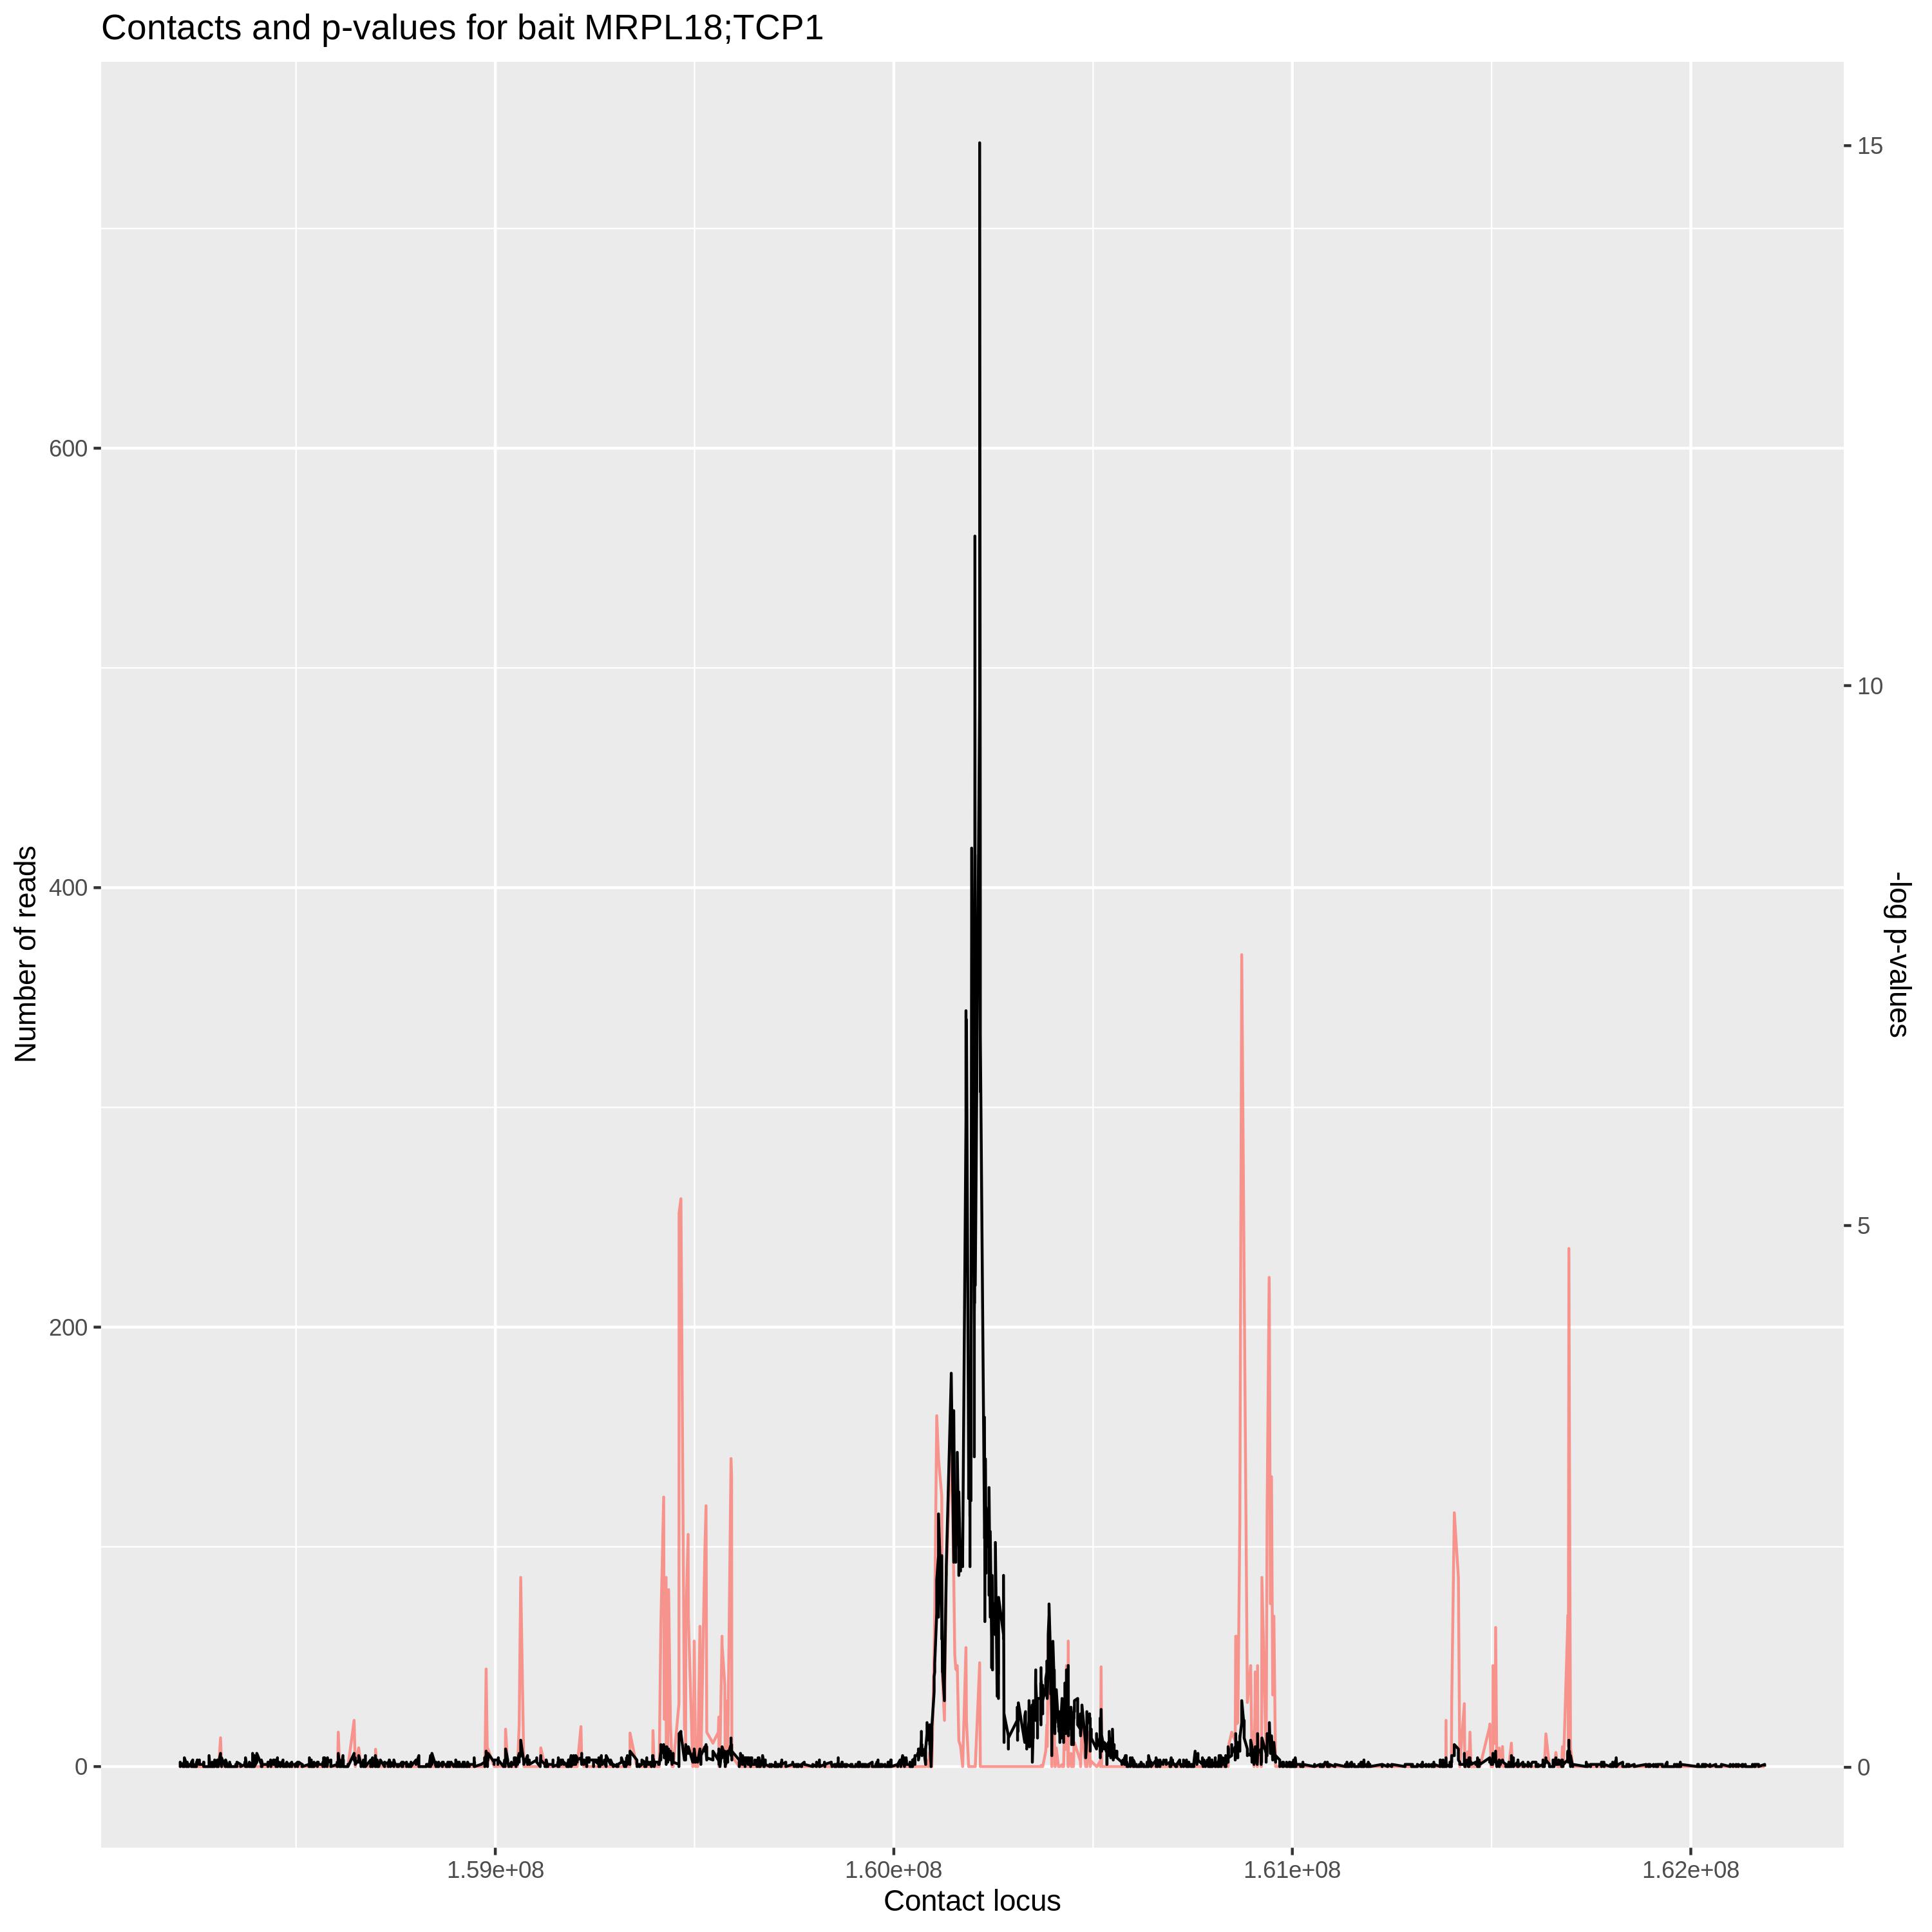 Contacts and p-values for bait MRPL18;TCP1
15
600
10
Number of reads
400
-log p-values
5
200
0
0
1.59e+08
1.60e+08
1.61e+08
1.62e+08
Contact locus